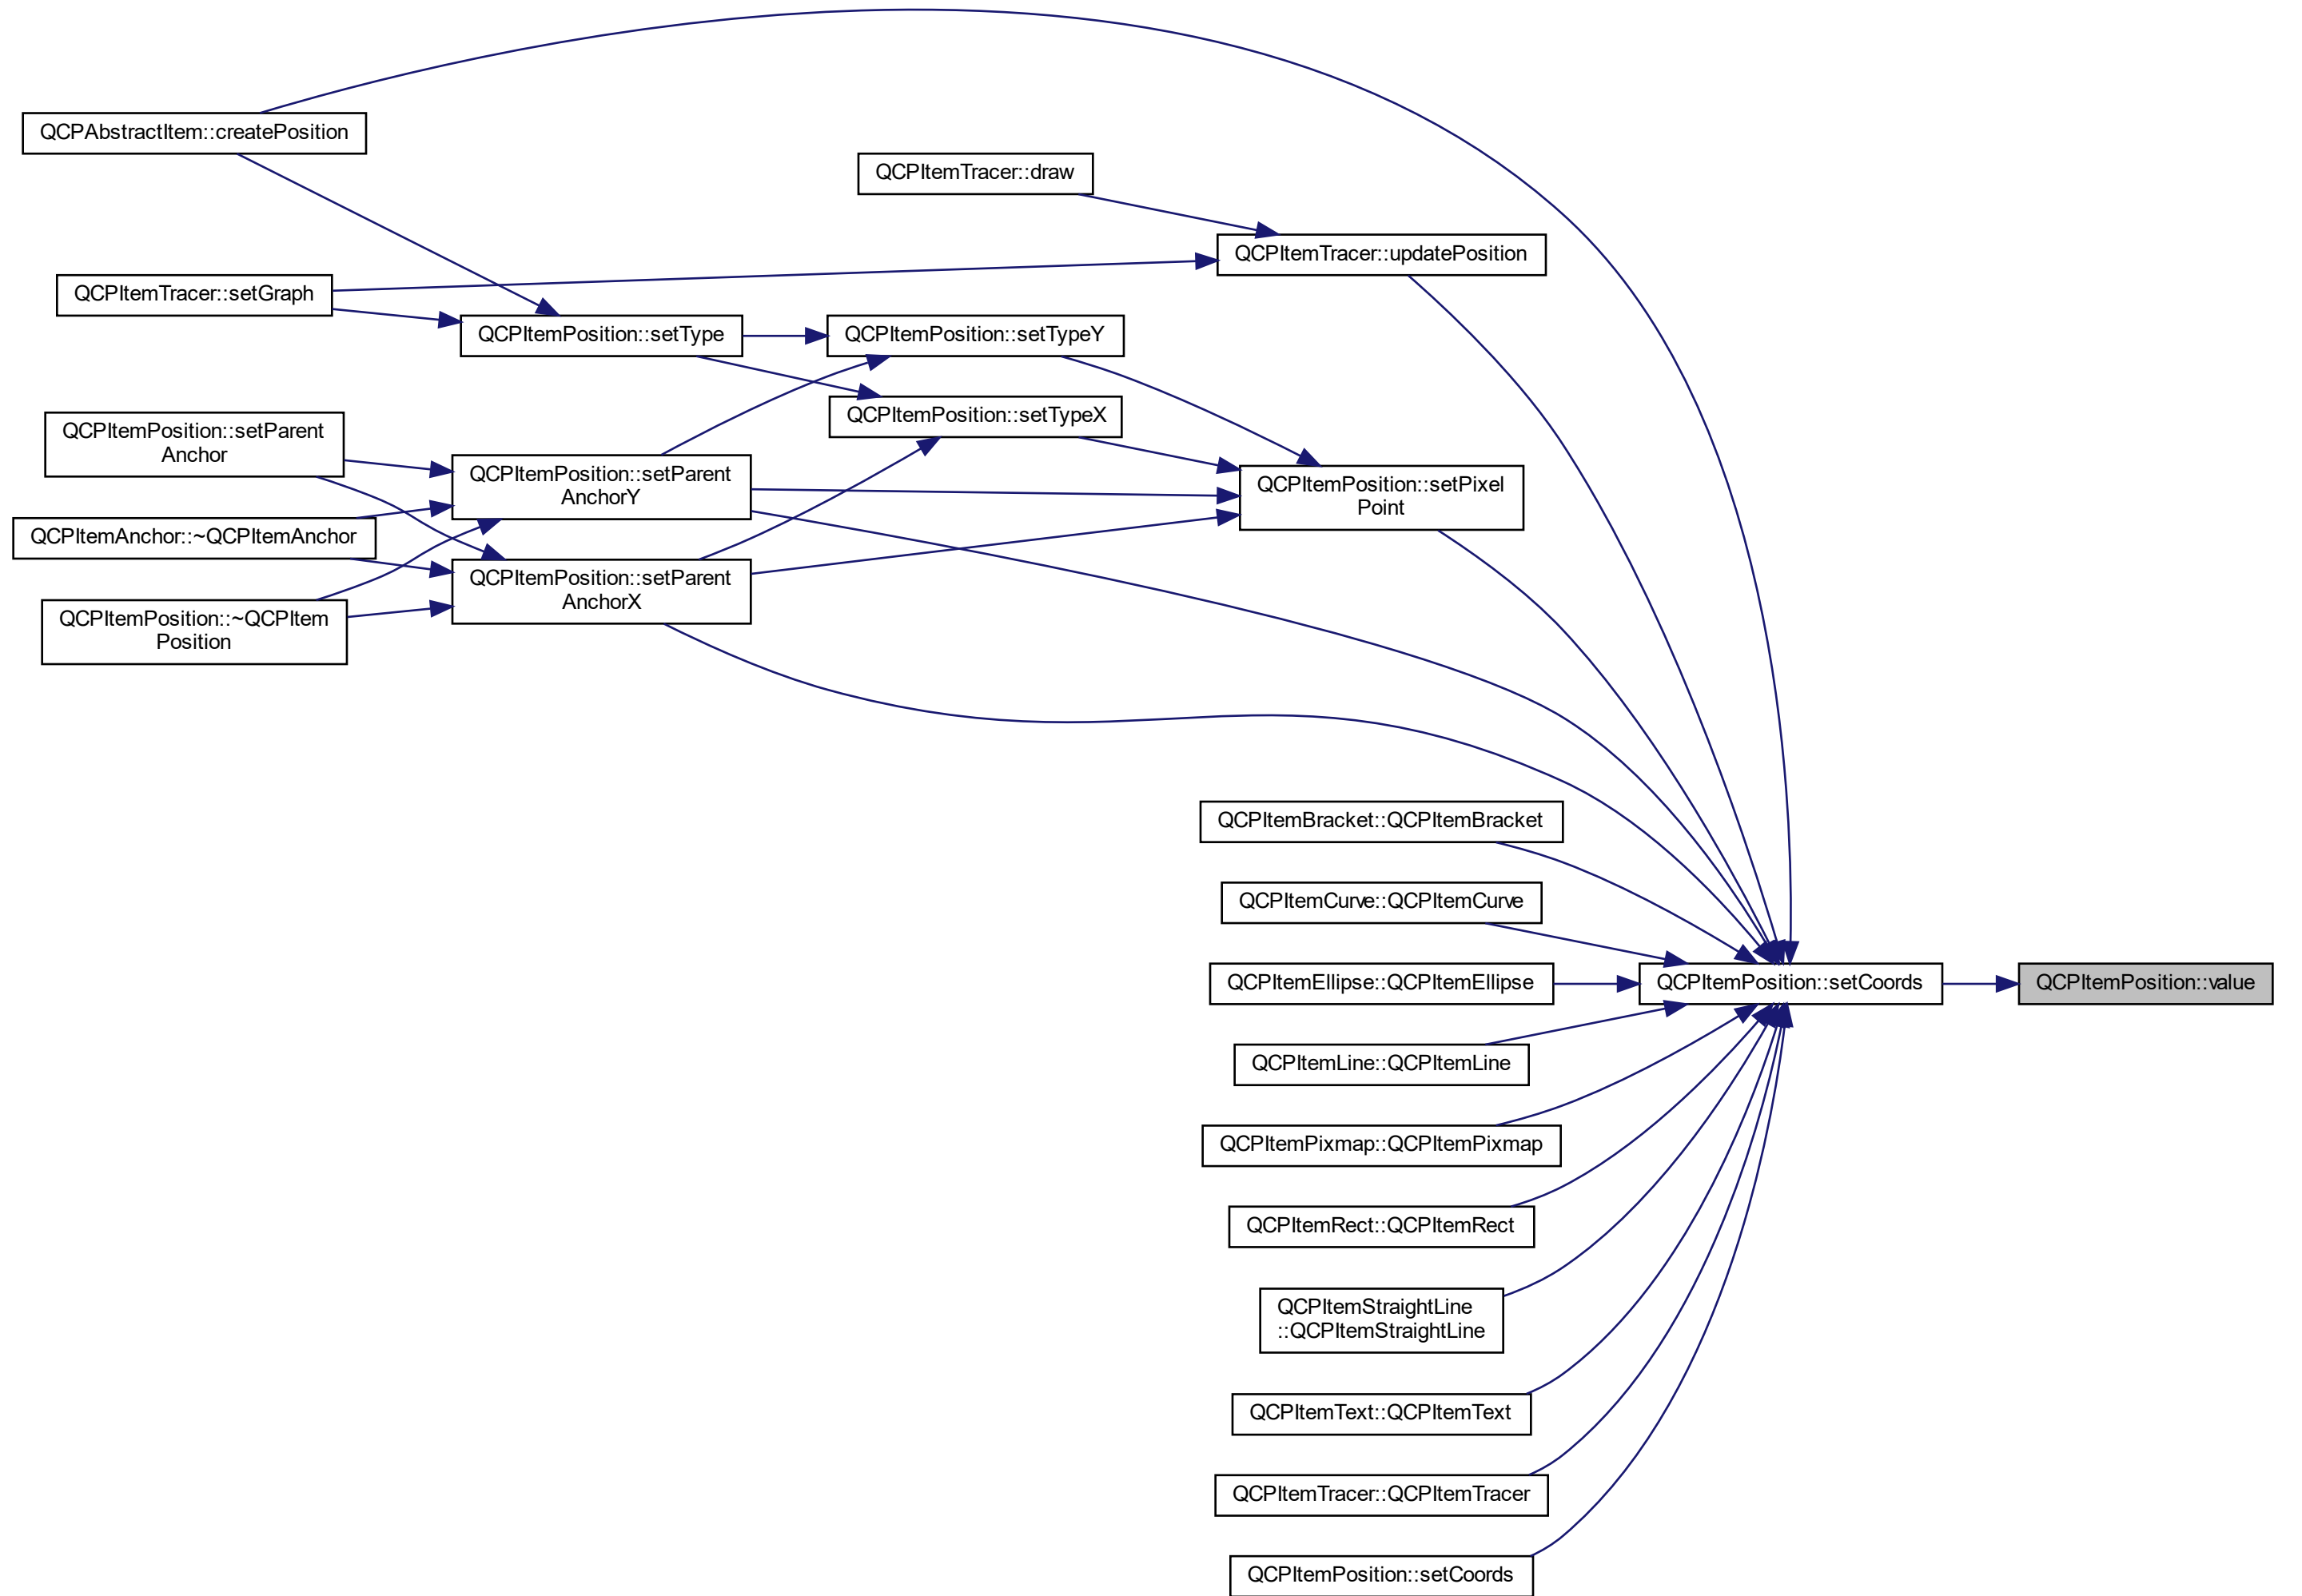 QCPAbstractItem::createPosition
QCPItemTracer::draw
QCPItemTracer::updatePosition
QCPItemTracer::setGraph
QCPItemPosition::setType
QCPItemPosition::setTypeY
QCPItemPosition::setTypeX
QCPItemPosition::setParent
Anchor
QCPItemPosition::setParent
AnchorY
QCPItemPosition::setPixel
Point
QCPItemAnchor::~QCPItemAnchor
QCPItemPosition::setParent
AnchorX
QCPItemPosition::~QCPItem
Position
QCPItemBracket::QCPItemBracket
QCPItemCurve::QCPItemCurve
QCPItemEllipse::QCPItemEllipse
QCPItemPosition::setCoords
QCPItemPosition::value
QCPItemLine::QCPItemLine
QCPItemPixmap::QCPItemPixmap
QCPItemRect::QCPItemRect
QCPItemStraightLine
::QCPItemStraightLine
QCPItemText::QCPItemText
QCPItemTracer::QCPItemTracer
QCPItemPosition::setCoords